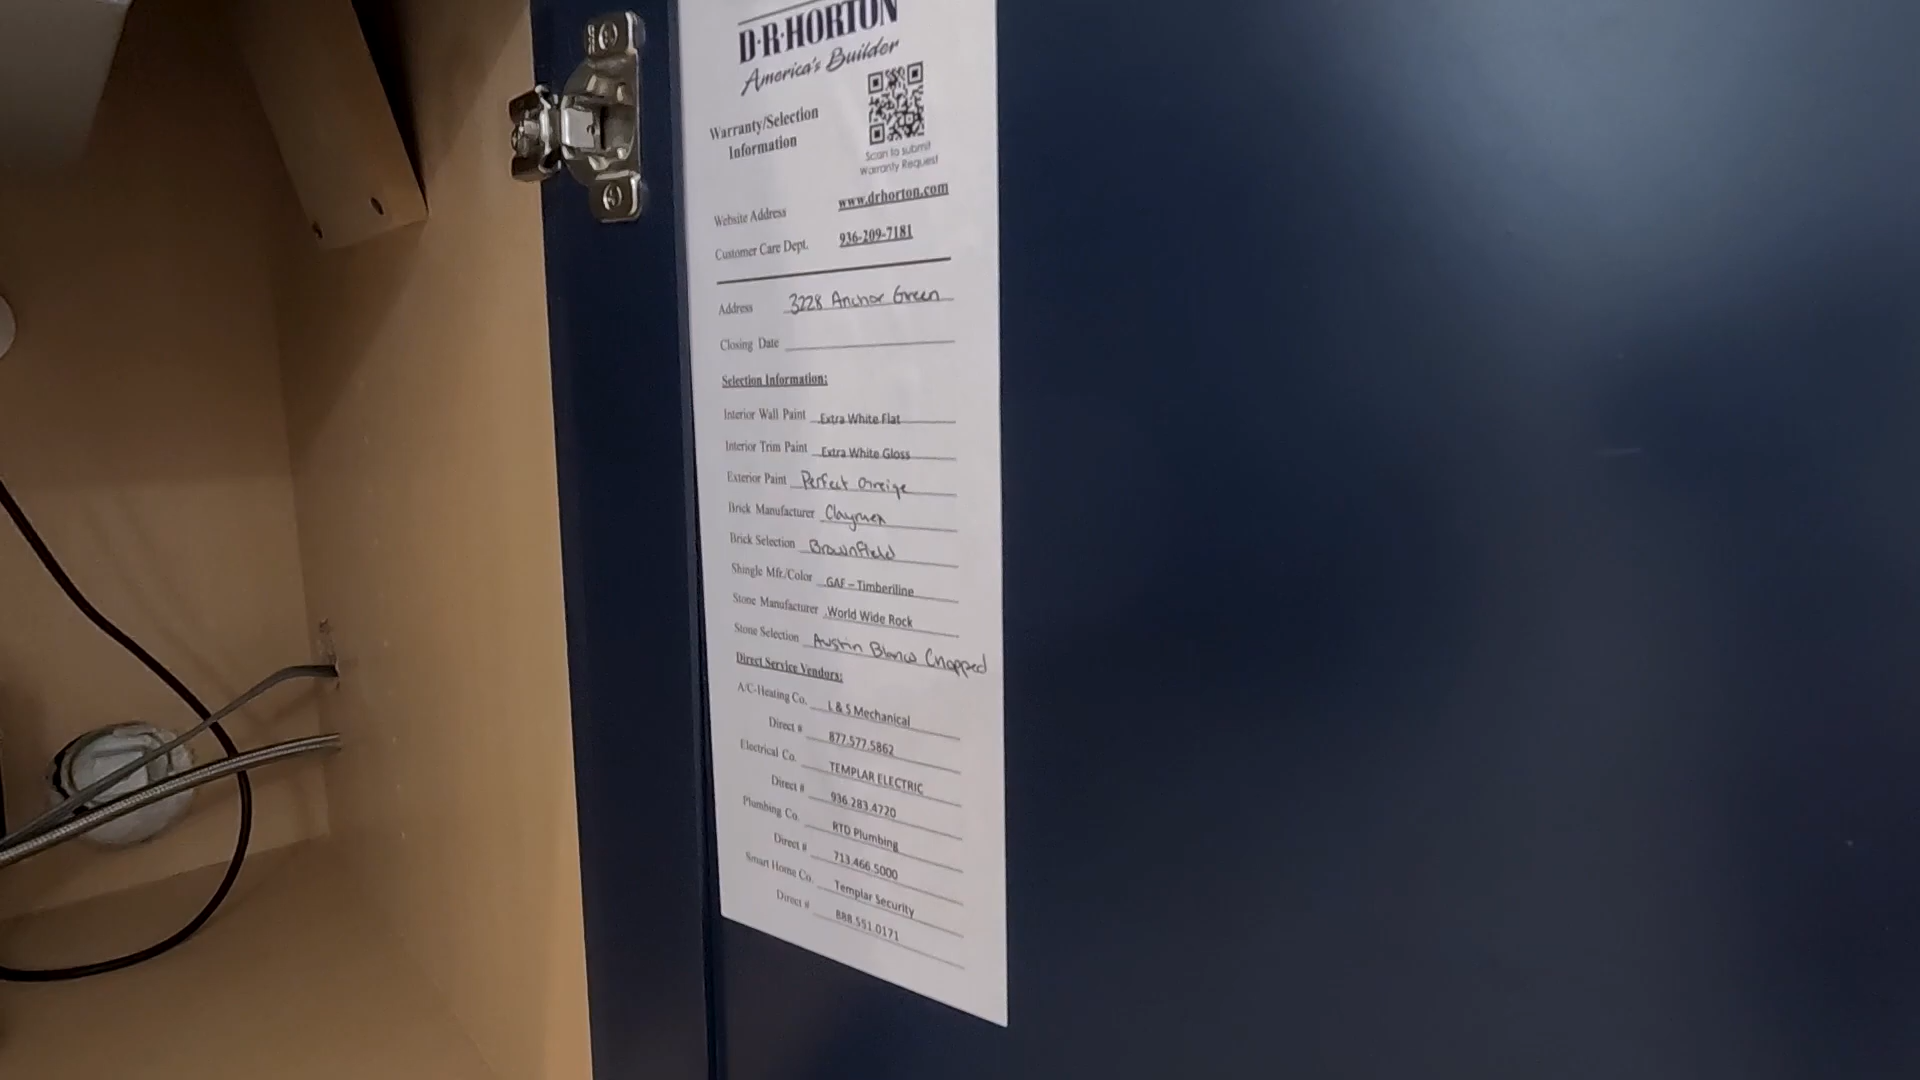 D·R·HORTON
America's Builder
Warranty/Selection
Information
Scan to submit
Warranty Request
Website Address www.drhorton.com
Customer Care Dept. 936-209-7181
Address 3228 Anchor Green
Closing Date
Selection Information:
Interior Wall Paint Extra White Flat
Interior Trim Paint Extra White Gloss
Exterior Paint Perfect Greige
Brick Manufacturer Claymex
Brick Selection Brownfield
Shingle Mfr./Color GAF – Timberiline
Stone Manufacturer World Wide Rock
Stone Selection Austin Blanco Chopped
Direct Service Vendors:
A/C-Heating Co. L & S Mechanical
Direct # 877.577.5862
Electrical Co. TEMPLAR ELECTRIC
Direct # 936.283.4720
Plumbing Co. RTO Plumbing
Direct # 713.466.5000
Smart Home Co. Templar Security
Direct # 888.551.0171